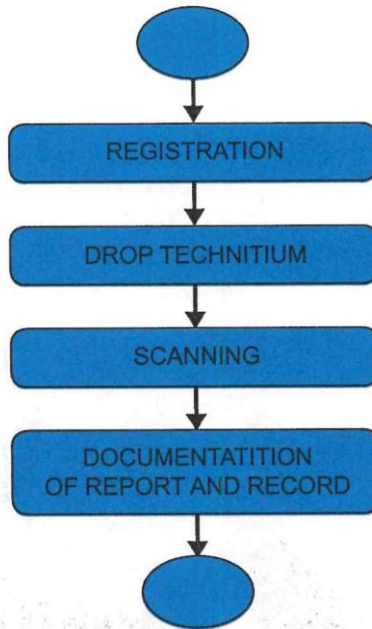 REGISTRATION
DROP TECHNITIUM
SCANNING
DOCUMENTATITION
OF REPORT AND RECORD